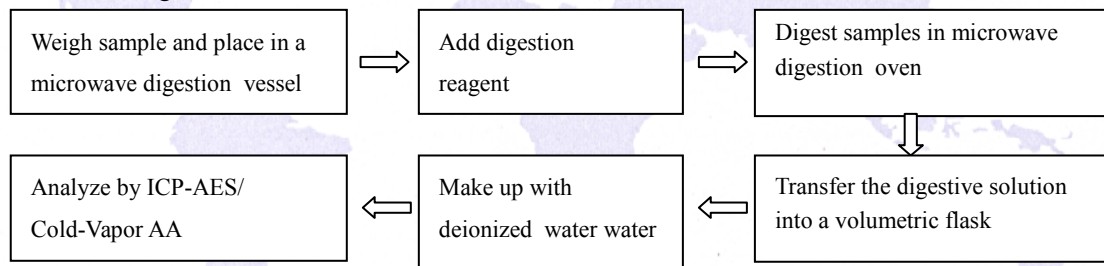 Weigh sample and place in a
microwave digestion vessel
Add digestion
reagent
Digest samples in microwave
digestion oven
Transfer the digestive solution
into a volumetric flask
Make up with
deionized water water
Analyze by ICP-AES/
Cold-Vapor AA